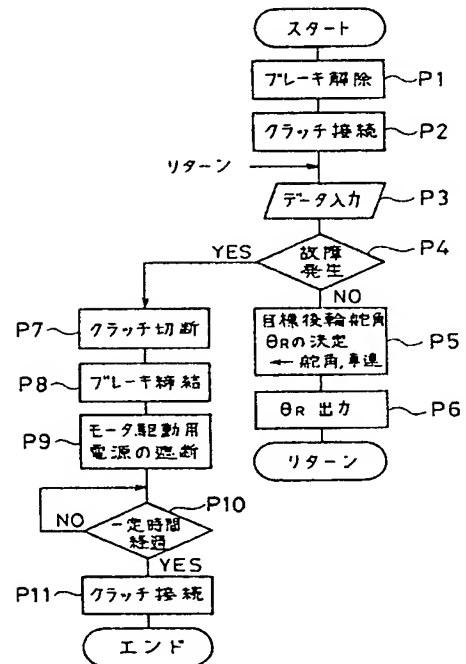 スタート
ブレーキ解除
P1
クラッチ接続
P2
リターン
データ入力
P3
故障
発生
P4
YES
NO
目標後輪舵角
θRの決定
← 舵角,車速
P5
θR 出力
P6
リターン
P7
クラッチ切断
P8
ブレーキ締結
P9
モータ駆動用
電源の遮断
P10
一定時間
経過
NO
YES
P11
クラッチ接続
エンド